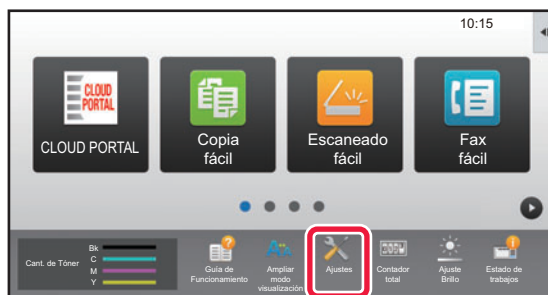 10:15
CLOUD
PORTAL
CLOUD PORTAL
Copia
fácil
Escaneado
fácil
Fax
fácil
Cant. de Tóner
Bk
C
M
Y
Guía de
Funcionamiento
Ampliar
modo
visualización
Ajustes
Contador
total
Ajuste
Brillo
Estado de
trabajos